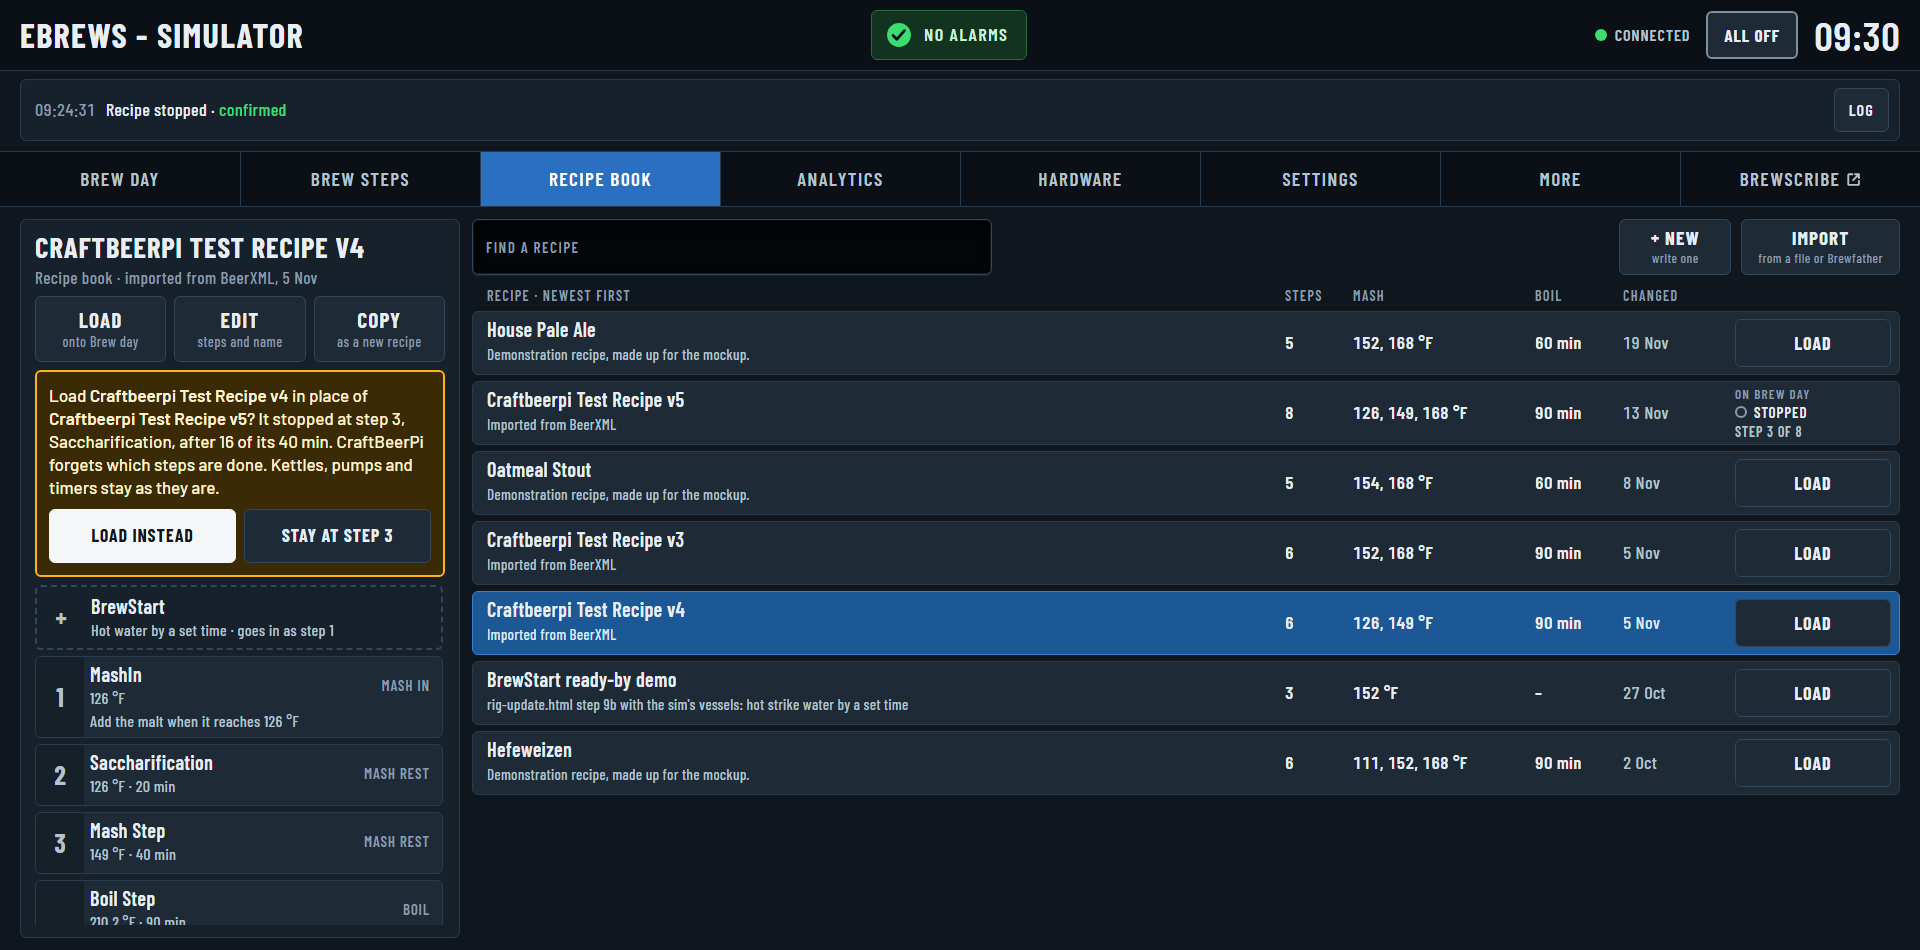 EBREWS - SIMULATOR
NO ALARMS
CONNECTED
ALL OFF
09:30
09:24:31 Recipe stopped · confirmed
LOG
BREW DAY
BREW STEPS
RECIPE BOOK
ANALYTICS
HARDWARE
SETTINGS
MORE
BREWSCRIBE
CRAFTBEERPI TEST RECIPE V4
Recipe book · imported from BeerXML, 5 Nov
LOAD
onto Brew day
EDIT
steps and name
COPY
as a new recipe
Load Craftbeerpi Test Recipe v4 in place of
Craftbeerpi Test Recipe v5? It stopped at step 3,
Saccharification, after 16 of its 40 min. CraftBeerPi
forgets which steps are done. Kettles, pumps and
timers stay as they are.
LOAD INSTEAD
STAY AT STEP 3
+
BrewStart
Hot water by a set time · goes in as step 1
1
MashIn
126 °F
Add the malt when it reaches 126 °F
MASH IN
2
Saccharification
126 °F · 20 min
MASH REST
3
Mash Step
149 °F · 40 min
MASH REST
Boil Step
210.2 °F · 90 min
BOIL
FIND A RECIPE
+ NEW
write one
IMPORT
from a file or Brewfather
RECIPE · NEWEST FIRST
STEPS
MASH
BOIL
CHANGED
House Pale Ale
Demonstration recipe, made up for the mockup.
5
152, 168 °F
60 min
19 Nov
LOAD
Craftbeerpi Test Recipe v5
Imported from BeerXML
8
126, 149, 168 °F
90 min
13 Nov
ON BREW DAY
STOPPED
STEP 3 OF 8
Oatmeal Stout
Demonstration recipe, made up for the mockup.
5
154, 168 °F
60 min
8 Nov
LOAD
Craftbeerpi Test Recipe v3
Imported from BeerXML
6
152, 168 °F
90 min
5 Nov
LOAD
Craftbeerpi Test Recipe v4
Imported from BeerXML
6
126, 149 °F
90 min
5 Nov
LOAD
BrewStart ready-by demo
rig-update.html step 9b with the sim's vessels: hot strike water by a set time
3
152 °F
–
27 Oct
LOAD
Hefeweizen
Demonstration recipe, made up for the mockup.
6
111, 152, 168 °F
90 min
2 Oct
LOAD